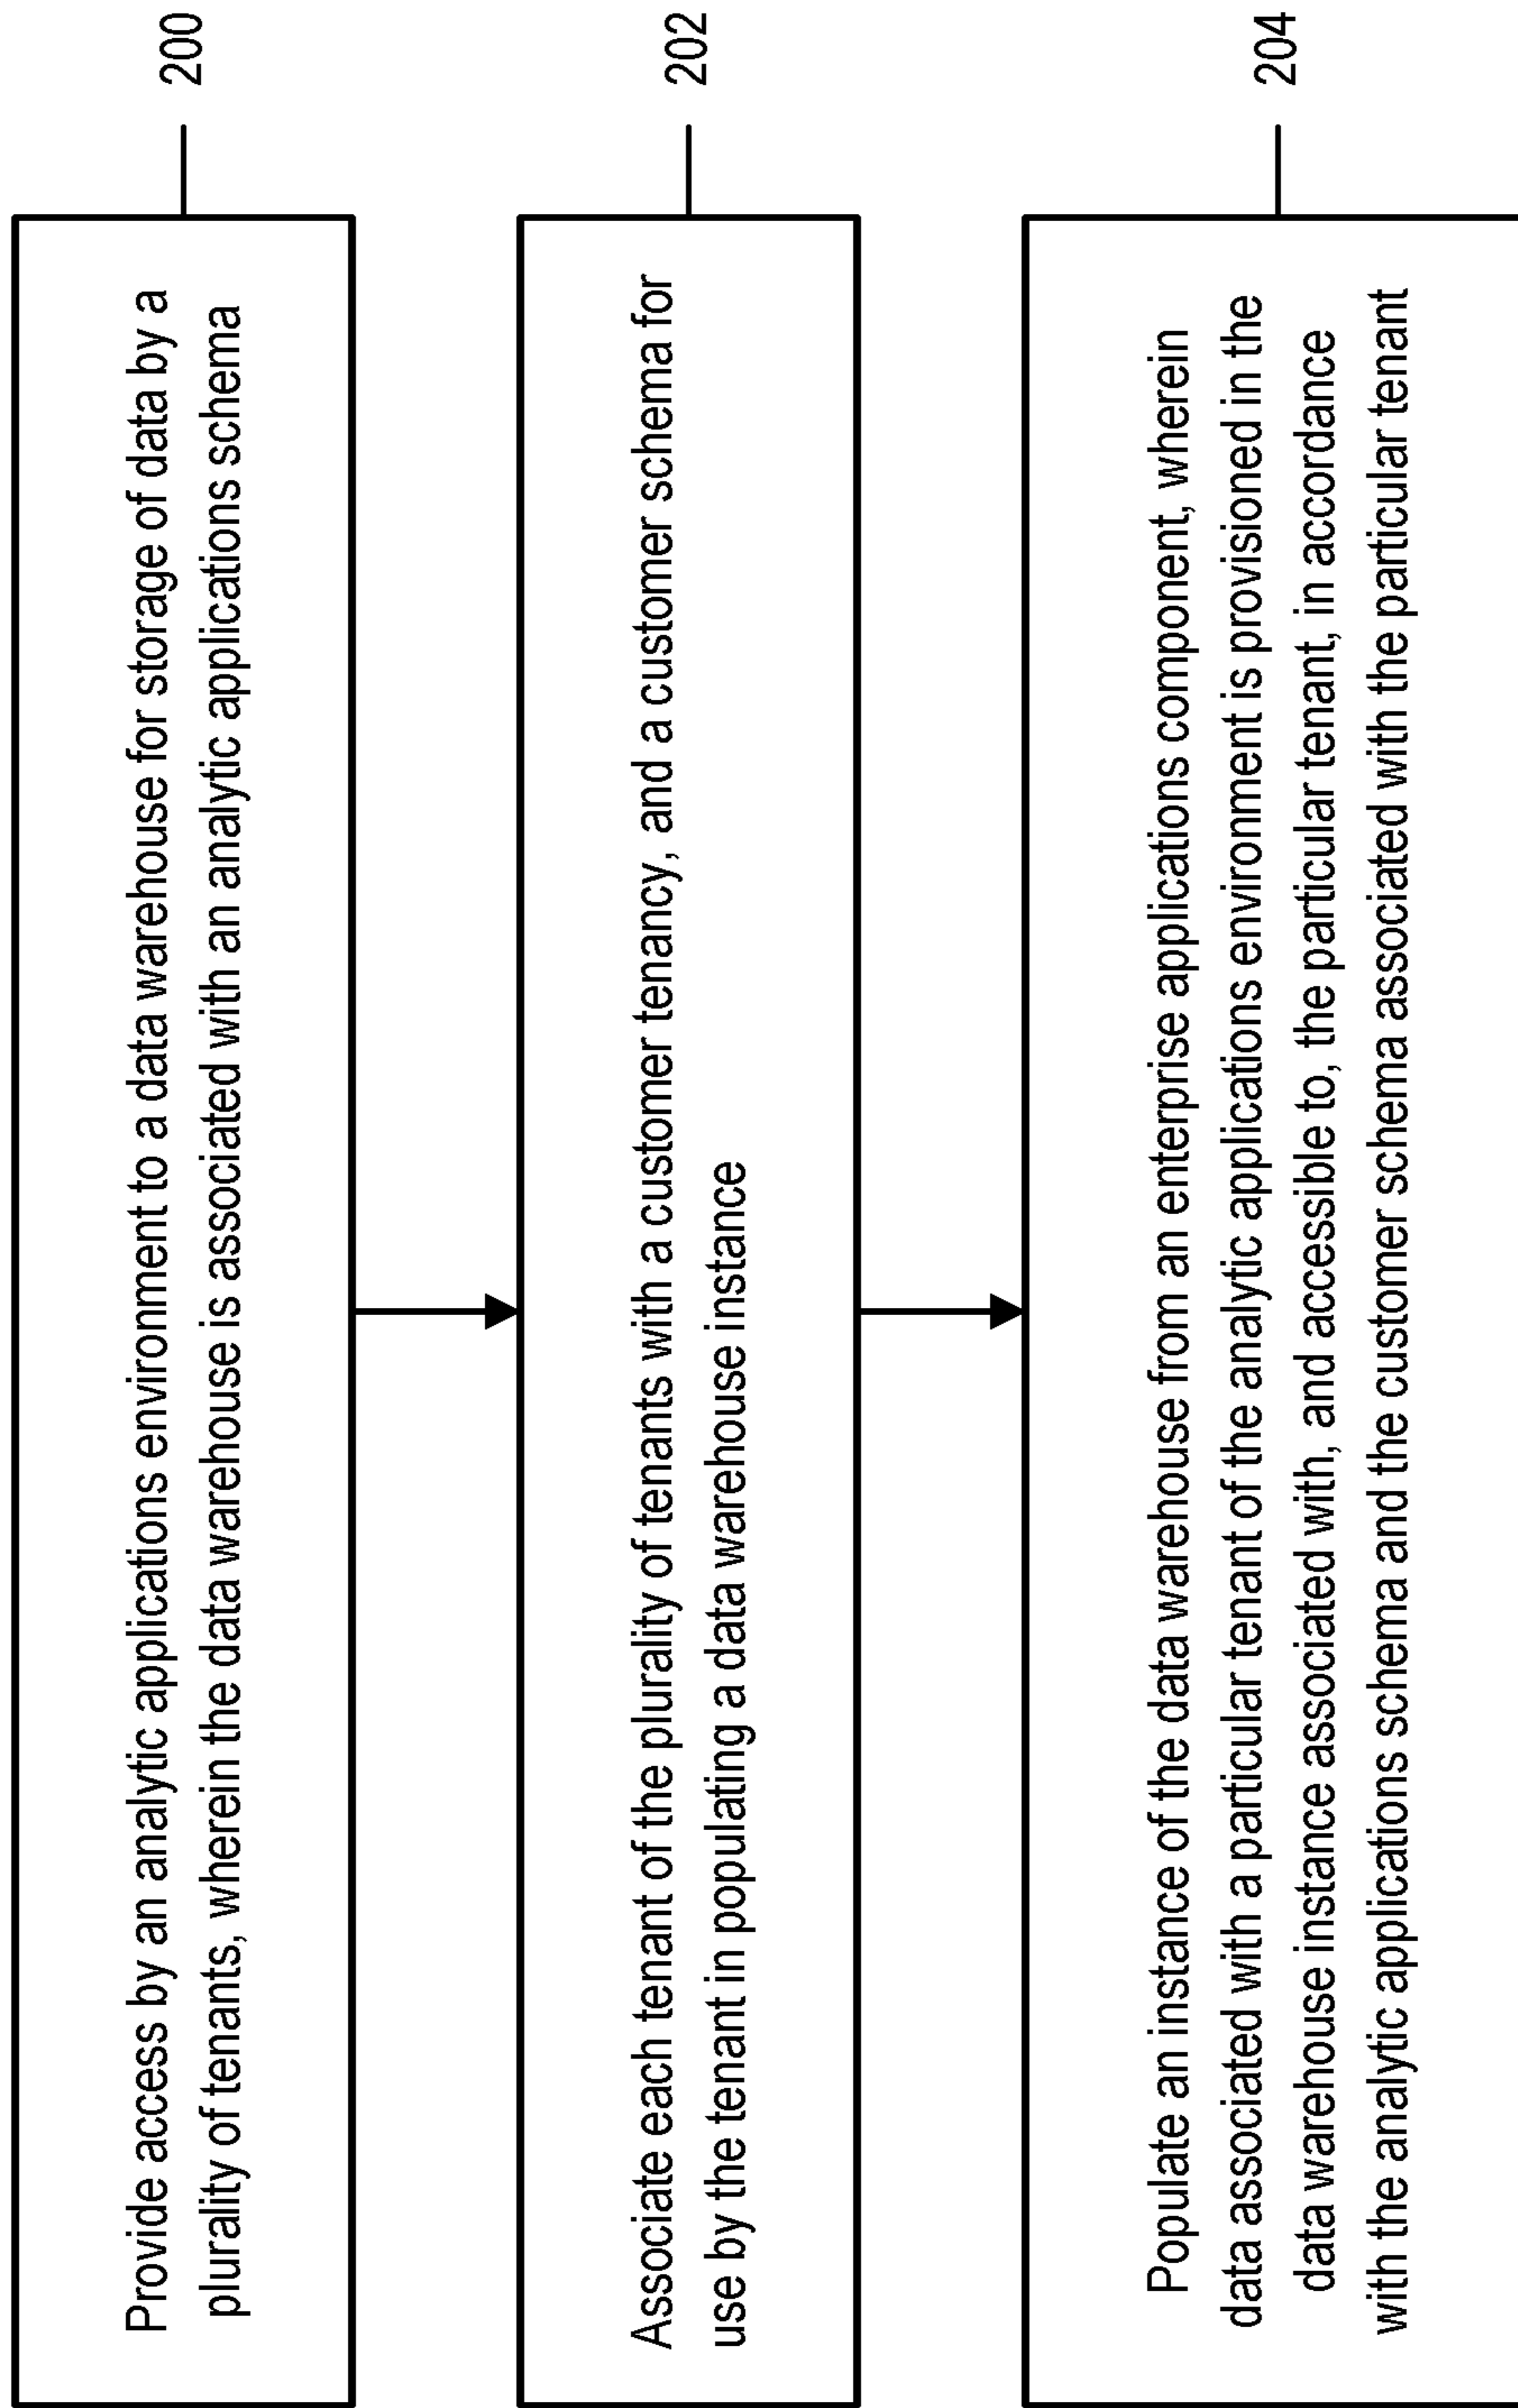 Provide access by an analytic applications environment to a data warehouse for storage of data by a
plurality of tenants, wherein the data warehouse is associated with an analytic applications schema
200
Associate each tenant of the plurality of tenants with a customer tenancy, and a customer schema for
use by the tenant in populating a data warehouse instance
202
Populate an instance of the data warehouse from an enterprise applications component, wherein
data associated with a particular tenant of the analytic applications environment is provisioned in the
data warehouse instance associated with, and accessible to, the particular tenant, in accordance
with the analytic applications schema and the customer schema associated with the particular tenant
204